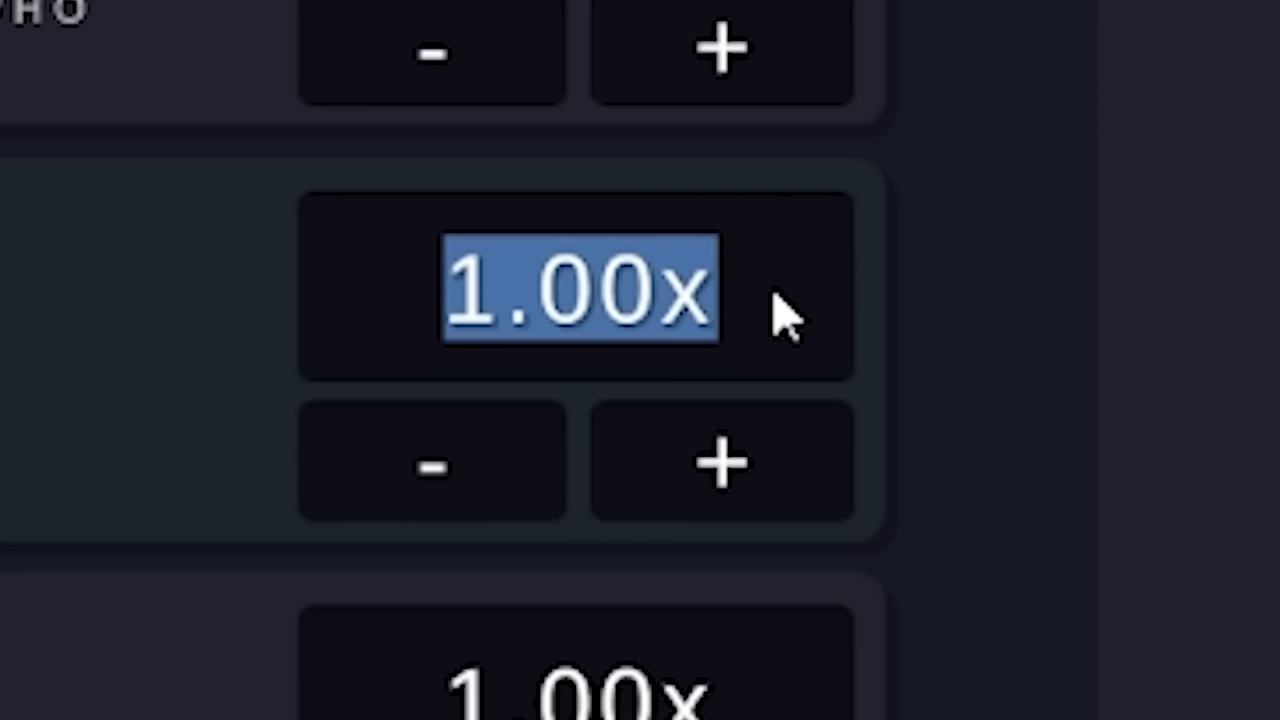 - +
1.00x
- +
1.00x